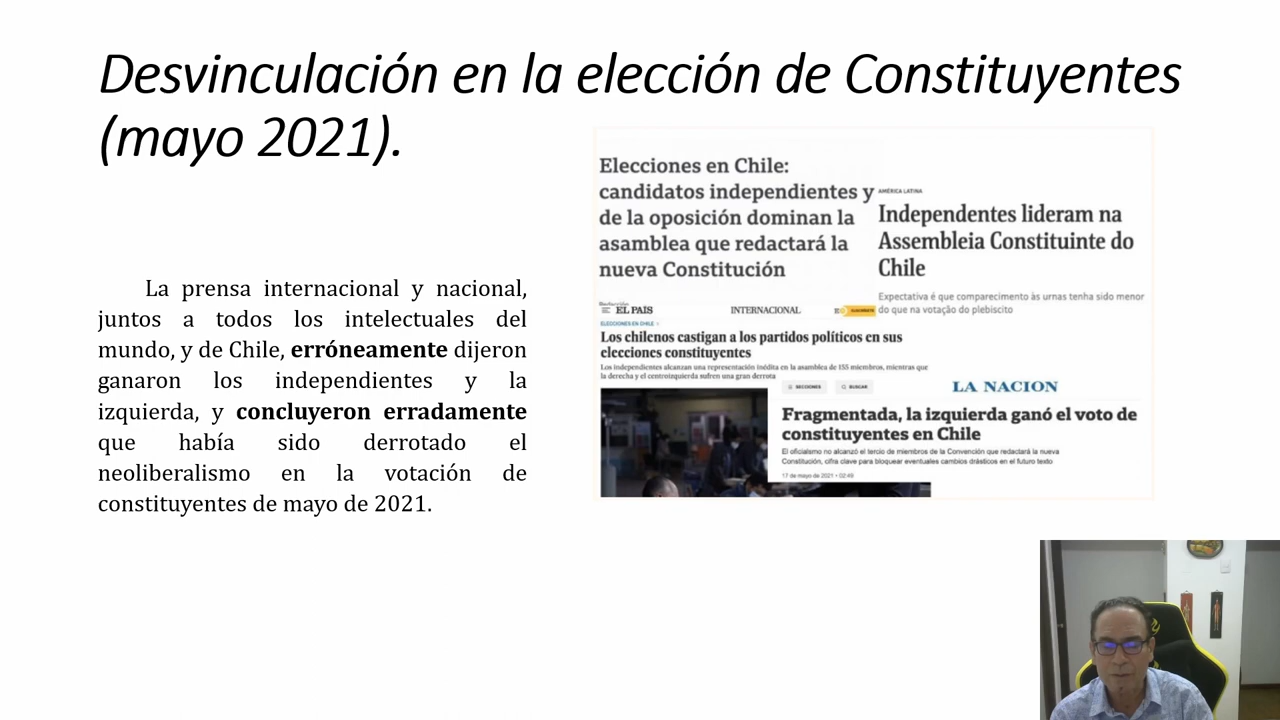 Desvinculación en la elección de Constituyentes
(mayo 2021).
La prensa internacional y nacional,
juntos a todos los intelectuales del
mundo, y de Chile, erróneamente dijeron
ganaron los independientes y la
izquierda, y concluyeron erradamente
que había sido derrotado el
neoliberalismo en la votación de
constituyentes de mayo de 2021.
Elecciones en Chile:
candidatos independientes y
de la oposición dominan la
asamblea que redactará la
nueva Constitución
AMÉRICA LATINA
Independentes lideram na
Assembleia Constituinte do
Chile
Expectativa é que comparecimento às urnas tenha sido menor
do que na votação do plebiscito
EL PAÍS
INTERNACIONAL
ELECCIONES EN CHILE
Los chilenos castigan a los partidos políticos en sus
elecciones constituyentes
Los independientes alcanzan una representación inédita en la asamblea de 155 miembros, mientras que
la derecha y el centroizquierda sufren una gran derrota
SECCIONES
BUSCAR
LA NACION
Fragmentada, la izquierda ganó el voto de
constituyentes en Chile
El oficialismo no alcanzó el tercio de miembros de la Convención que redactará la nueva
Constitución, cifra clave para bloquear eventuales cambios drásticos en el futuro texto
17 de mayo de 2021 • 02:49